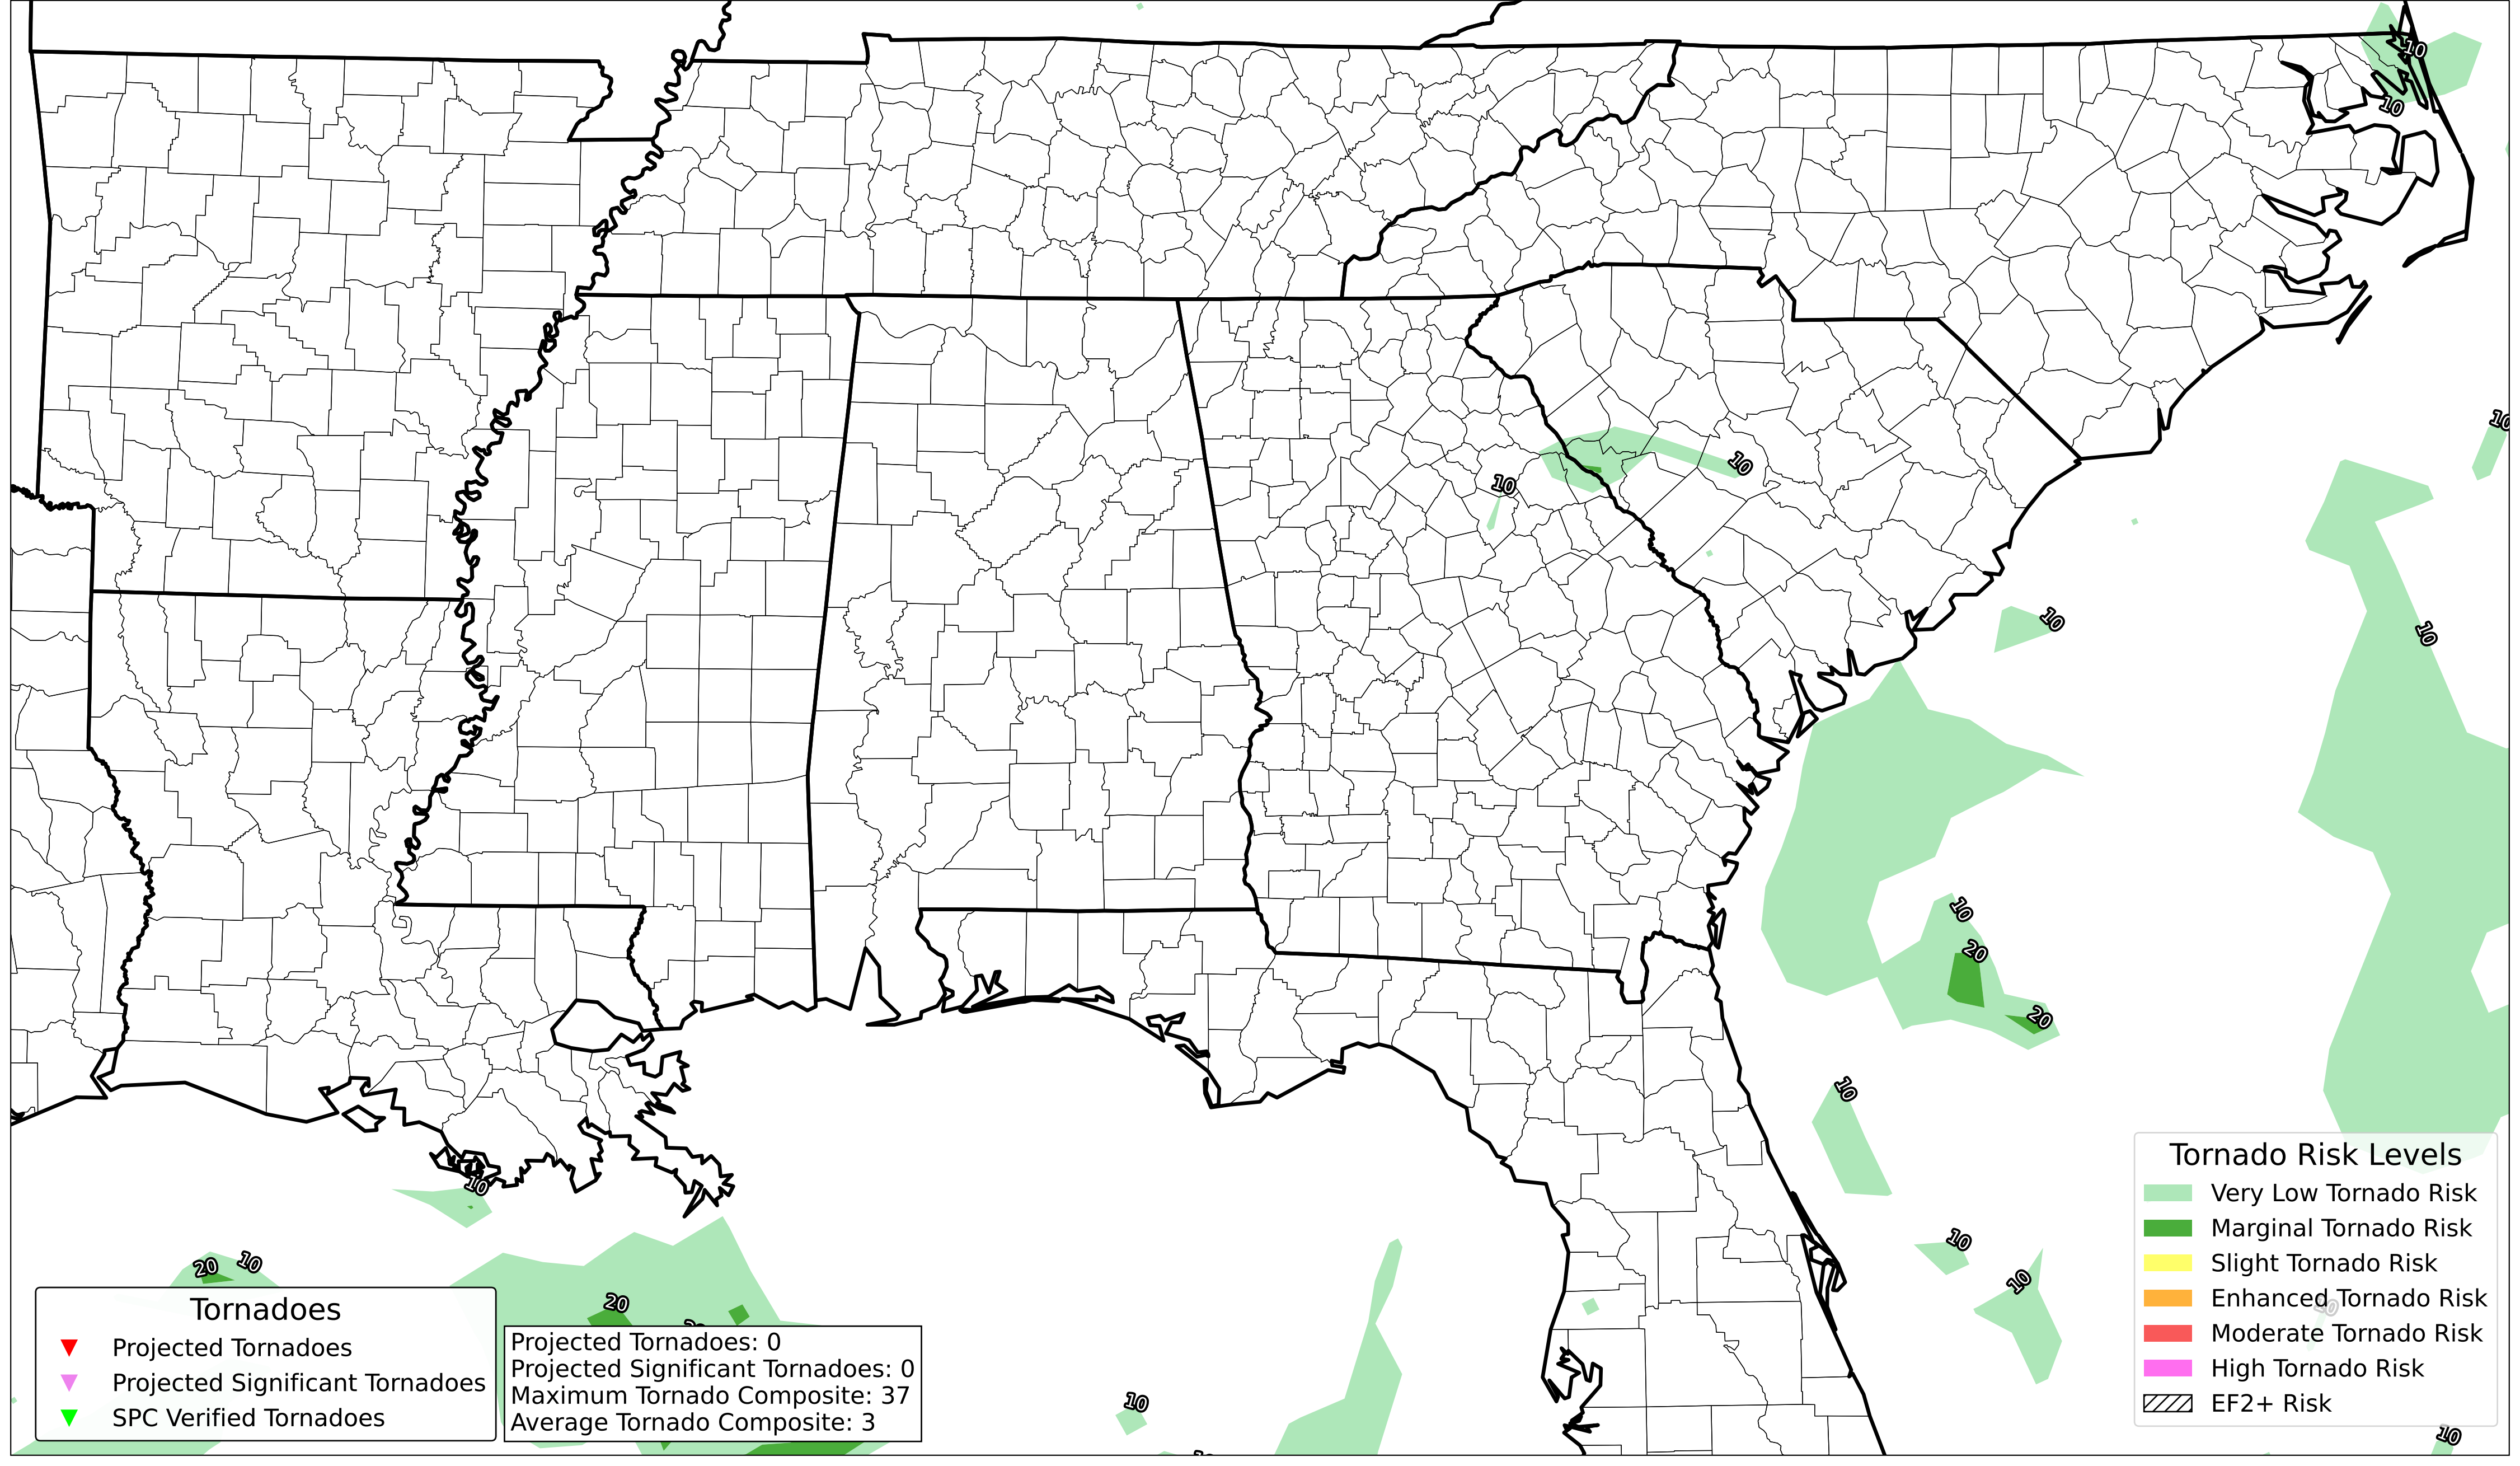 10
10
10
10
10
10
10
10
10
20
20
10
10
20
10
20
10
10
10
10
Tornadoes
Projected Tornadoes
Projected Significant Tornadoes
SPC Verified Tornadoes
Projected Tornadoes: 0
Projected Significant Tornadoes: 0
Maximum Tornado Composite: 37
Average Tornado Composite: 3
Tornado Risk Levels
Very Low Tornado Risk
Marginal Tornado Risk
Slight Tornado Risk
Enhanced Tornado Risk
Moderate Tornado Risk
High Tornado Risk
EF2+ Risk